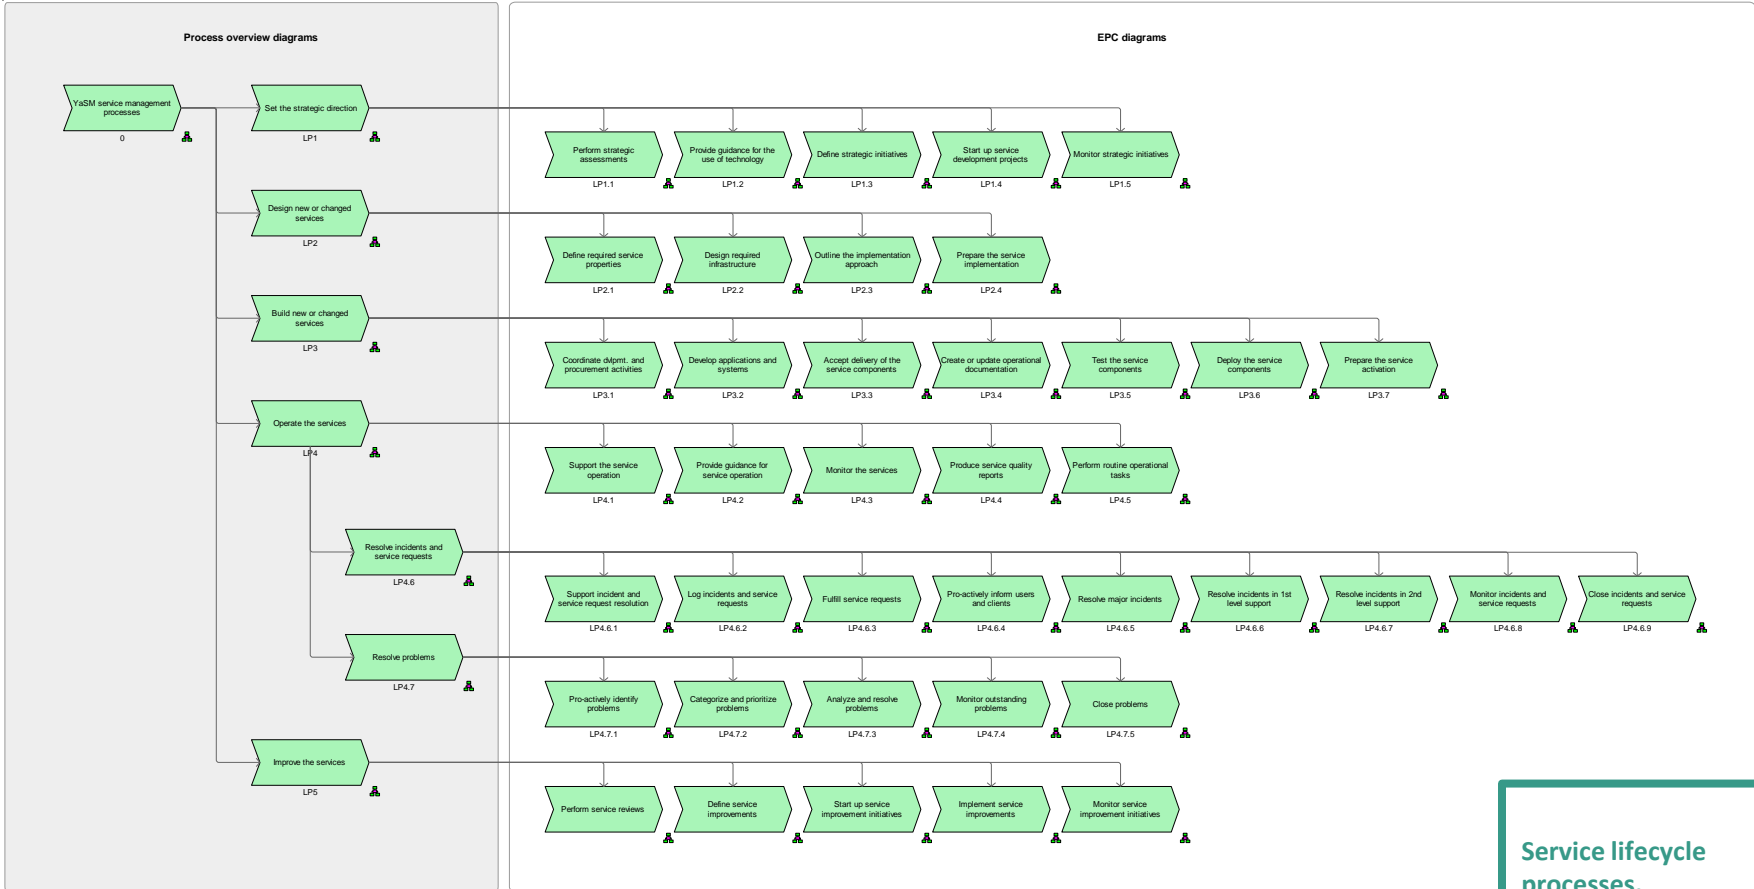 Process overview diagrams
EPC diagrams
YaSM service management
processes
0
Set the strategic direction
LP1
Perform strategic
assessments
LP1.1
Provide guidance for the
use of technology
LP1.2
Define strategic initiatives
LP1.3
Start up service
development projects
LP1.4
Monitor strategic initiatives
LP1.5
Design new or changed
services
LP2
Define required service
properties
LP2.1
Design required
infrastructure
LP2.2
Outline the implementation
approach
LP2.3
Prepare the service
implementation
LP2.4
Build new or changed
services
LP3
Coordinate dvlpmt. and
procurement activities
LP3.1
Develop applications and
systems
LP3.2
Accept delivery of the
service components
LP3.3
Create or update operational
documentation
LP3.4
Test the service
components
LP3.5
Deploy the service
components
LP3.6
Prepare the service
activation
LP3.7
Operate the services
LP4
Support the service
operation
LP4.1
Provide guidance for
service operation
LP4.2
Monitor the services
LP4.3
Produce service quality
reports
LP4.4
Perform routine operational
tasks
LP4.5
Resolve incidents and
service requests
LP4.6
Support incident and
service request resolution
LP4.6.1
Log incidents and service
requests
LP4.6.2
Fulfill service requests
LP4.6.3
Pro-actively inform users
and clients
LP4.6.4
Resolve major incidents
LP4.6.5
Resolve incidents in 1st
level support
LP4.6.6
Resolve incidents in 2nd
level support
LP4.6.7
Monitor incidents and
service requests
LP4.6.8
Close incidents and service
requests
LP4.6.9
Resolve problems
LP4.7
Pro-actively identify
problems
LP4.7.1
Categorize and prioritize
problems
LP4.7.2
Analyze and resolve
problems
LP4.7.3
Monitor outstanding
problems
LP4.7.4
Close problems
LP4.7.5
Improve the services
LP5
Perform service reviews
Define service
improvements
Start up service
improvement initiatives
Implement service
improvements
Monitor service
improvement initiatives
Service lifecycle
processes.